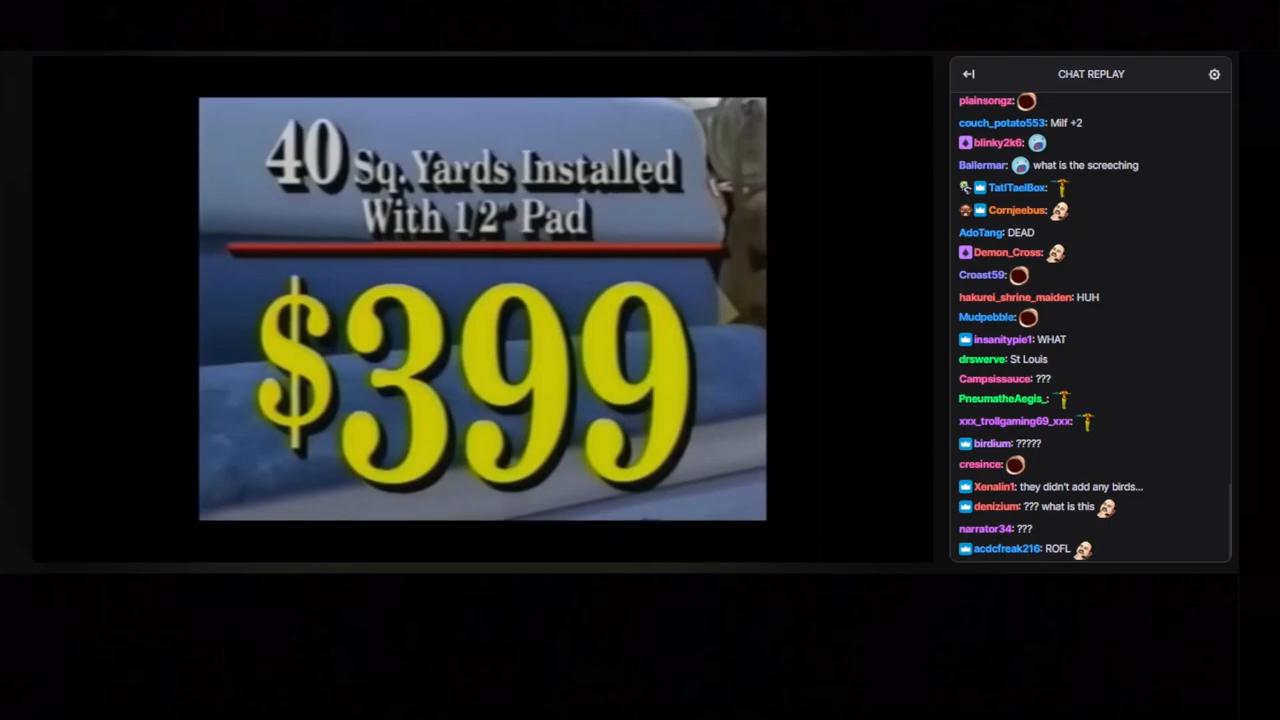 40 Sq. Yards Installed
With 1/2" Pad
$399
CHAT REPLAY
plainsongz:
couch_potato553: Milf +2
blinky2k6:
Ballermar: what is the screeching
TatlTaelBox:
Cornjeebus:
AdoTang: DEAD
Demon_Cross:
Croast59:
hakurei_shrine_maiden: HUH
Mudpebble:
insanitypie1: WHAT
drswerve: St Louis
Campsissauce: ???
PneumatheAegis_:
xxx_trollgaming69_xxx:
birdium: ?????
cresince:
Xenalin1: they didn't add any birds...
denizium: ??? what is this
narrator34: ???
acdcfreak216: ROFL